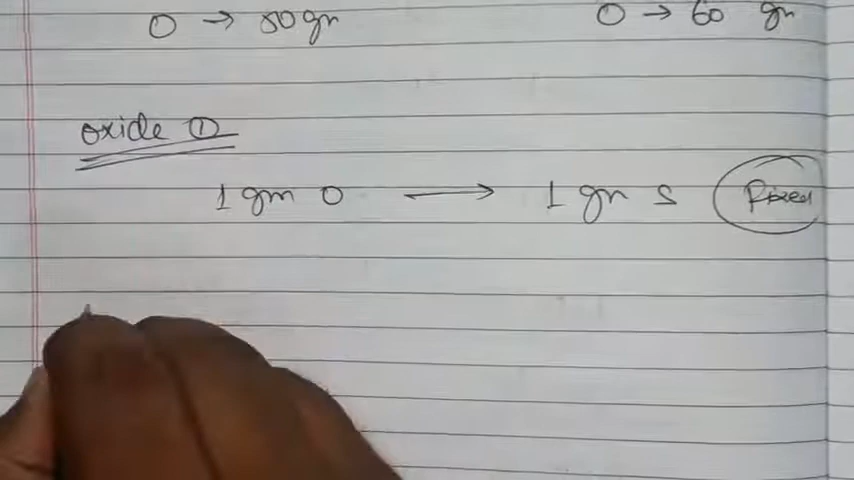 O → 50 gm O → 60 gm
oxide ①
1 gm O → 1 gm S fixed